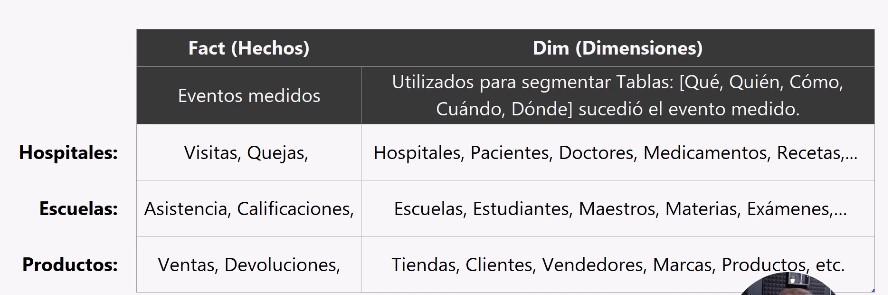 Fact (Hechos) Dim (Dimensiones)
Eventos medidos
Utilizados para segmentar Tablas: [Qué, Quién, Cómo,
Cuándo, Dónde] sucedió el evento medido.
Hospitales: Visitas, Quejas, Hospitales, Pacientes, Doctores, Medicamentos, Recetas,...
Escuelas: Asistencia, Calificaciones, Escuelas, Estudiantes, Maestros, Materias, Exámenes,...
Productos: Ventas, Devoluciones, Tiendas, Clientes, Vendedores, Marcas, Productos, etc.